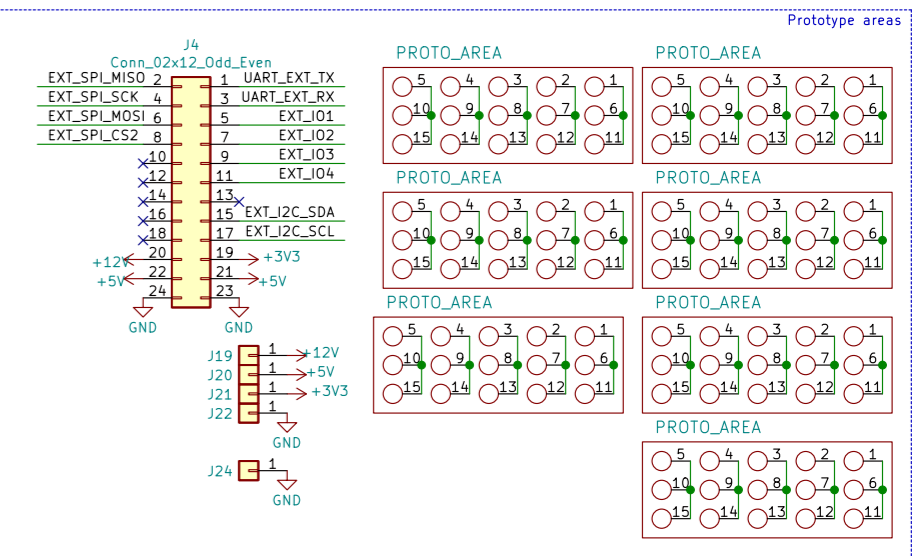 Prototype areas
J4
Conn_02x12_Odd_Even
EXT_SPI_MISO 2 1 UART_EXT_TX
EXT_SPI_SCK 4 3 UART_EXT_RX
EXT_SPI_MOSI 6 5 EXT_IO1
EXT_SPI_CS2 8 7 EXT_IO2
10 9 EXT_IO3
12 11 EXT_IO4
14 13
16 15 EXT_I2C_SDA
18 17 EXT_I2C_SCL
+12V 20 19 +3V3
+5V 22 21 +5V
24 23
GND GND
J19 1 +12V
J20 1 +5V
J21 1 +3V3
J22 1
GND
J24 1
GND
PROTO_AREA
5 4 3 2 1
10 9 8 7 6
15 14 13 12 11
PROTO_AREA
5 4 3 2 1
10 9 8 7 6
15 14 13 12 11
PROTO_AREA
5 4 3 2 1
10 9 8 7 6
15 14 13 12 11
PROTO_AREA
5 4 3 2 1
10 9 8 7 6
15 14 13 12 11
PROTO_AREA
5 4 3 2 1
10 9 8 7 6
15 14 13 12 11
PROTO_AREA
5 4 3 2 1
10 9 8 7 6
15 14 13 12 11
PROTO_AREA
5 4 3 2 1
10 9 8 7 6
15 14 13 12 11